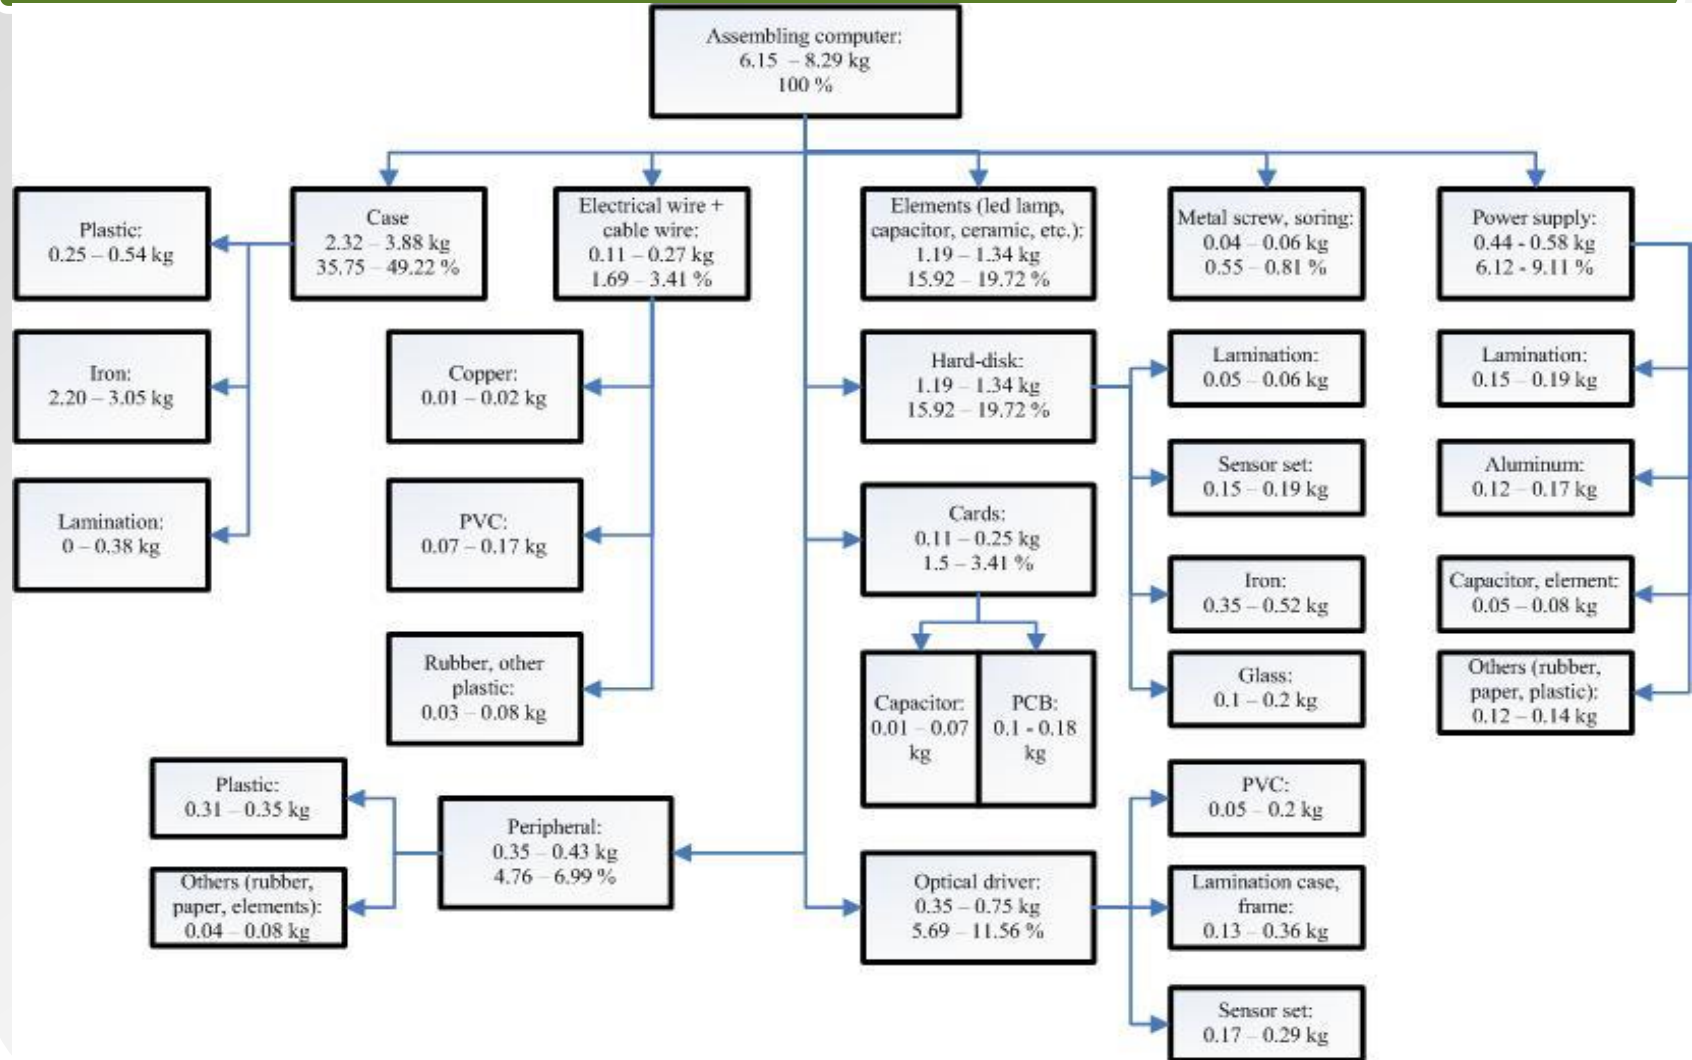 Assembling computer:
6.15 – 8.29 kg
100 %
Plastic:
0.25 – 0.54 kg
Case
2.32 – 3.88 kg
35.75 – 49.22 %
Electrical wire +
cable wire:
0.11 – 0.27 kg
1.69 – 3.41 %
Elements (led lamp,
capacitor, ceramic, etc.):
1.19 – 1.34 kg
15.92 – 19.72 %
Metal screw, soring:
0.04 – 0.06 kg
0.55 – 0.81 %
Power supply:
0.44 - 0.58 kg
6.12 - 9.11 %
Iron:
2.20 – 3.05 kg
Copper:
0.01 – 0.02 kg
Hard-disk:
1.19 – 1.34 kg
15.92 – 19.72 %
Lamination:
0.05 – 0.06 kg
Lamination:
0.15 – 0.19 kg
Sensor set:
0.15 – 0.19 kg
Aluminum:
0.12 – 0.17 kg
Lamination:
0 – 0.38 kg
PVC:
0.07 – 0.17 kg
Cards:
0.11 – 0.25 kg
1.5 – 3.41 %
Iron:
0.35 – 0.52 kg
Capacitor, element:
0.05 – 0.08 kg
Rubber, other
plastic:
0.03 – 0.08 kg
Capacitor:
0.01 – 0.07
kg
PCB:
0.1 - 0.18
kg
Glass:
0.1 – 0.2 kg
Others (rubber,
paper, plastic):
0.12 – 0.14 kg
Plastic:
0.31 – 0.35 kg
Peripheral:
0.35 – 0.43 kg
4.76 – 6.99 %
PVC:
0.05 – 0.2 kg
Others (rubber,
paper, elements):
0.04 – 0.08 kg
Optical driver:
0.35 – 0.75 kg
5.69 – 11.56 %
Lamination case,
frame:
0.13 – 0.36 kg
Sensor set:
0.17 – 0.29 kg